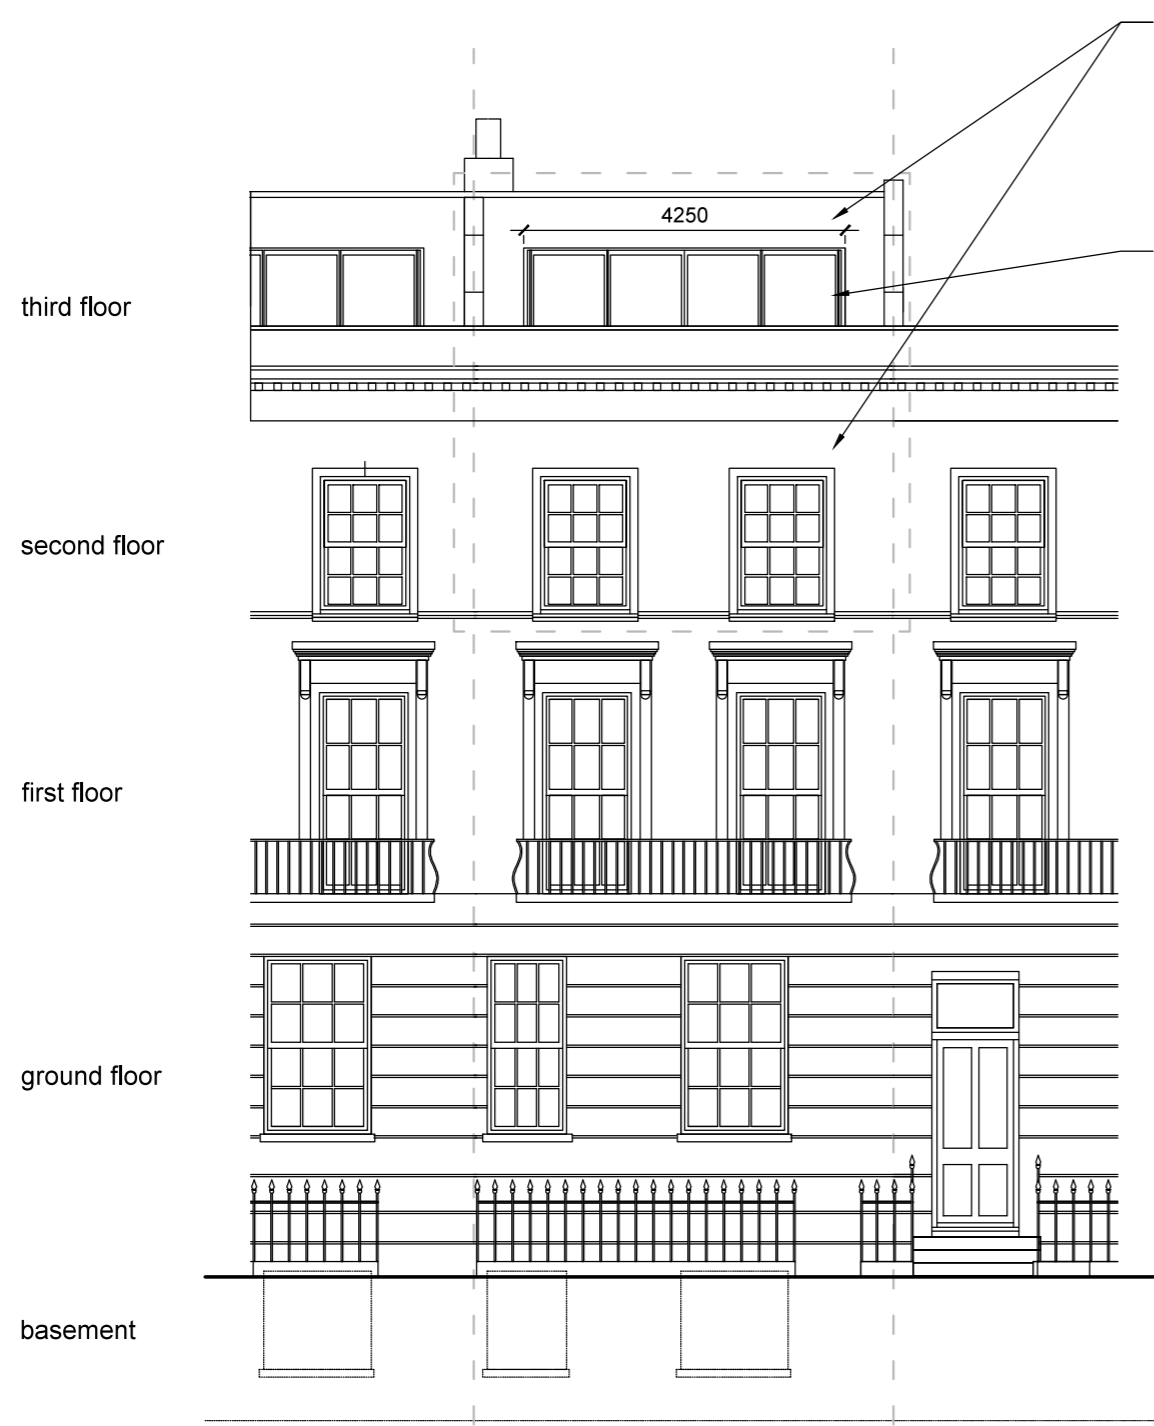 4250
third floor
second floor
first floor
ground floor
basement